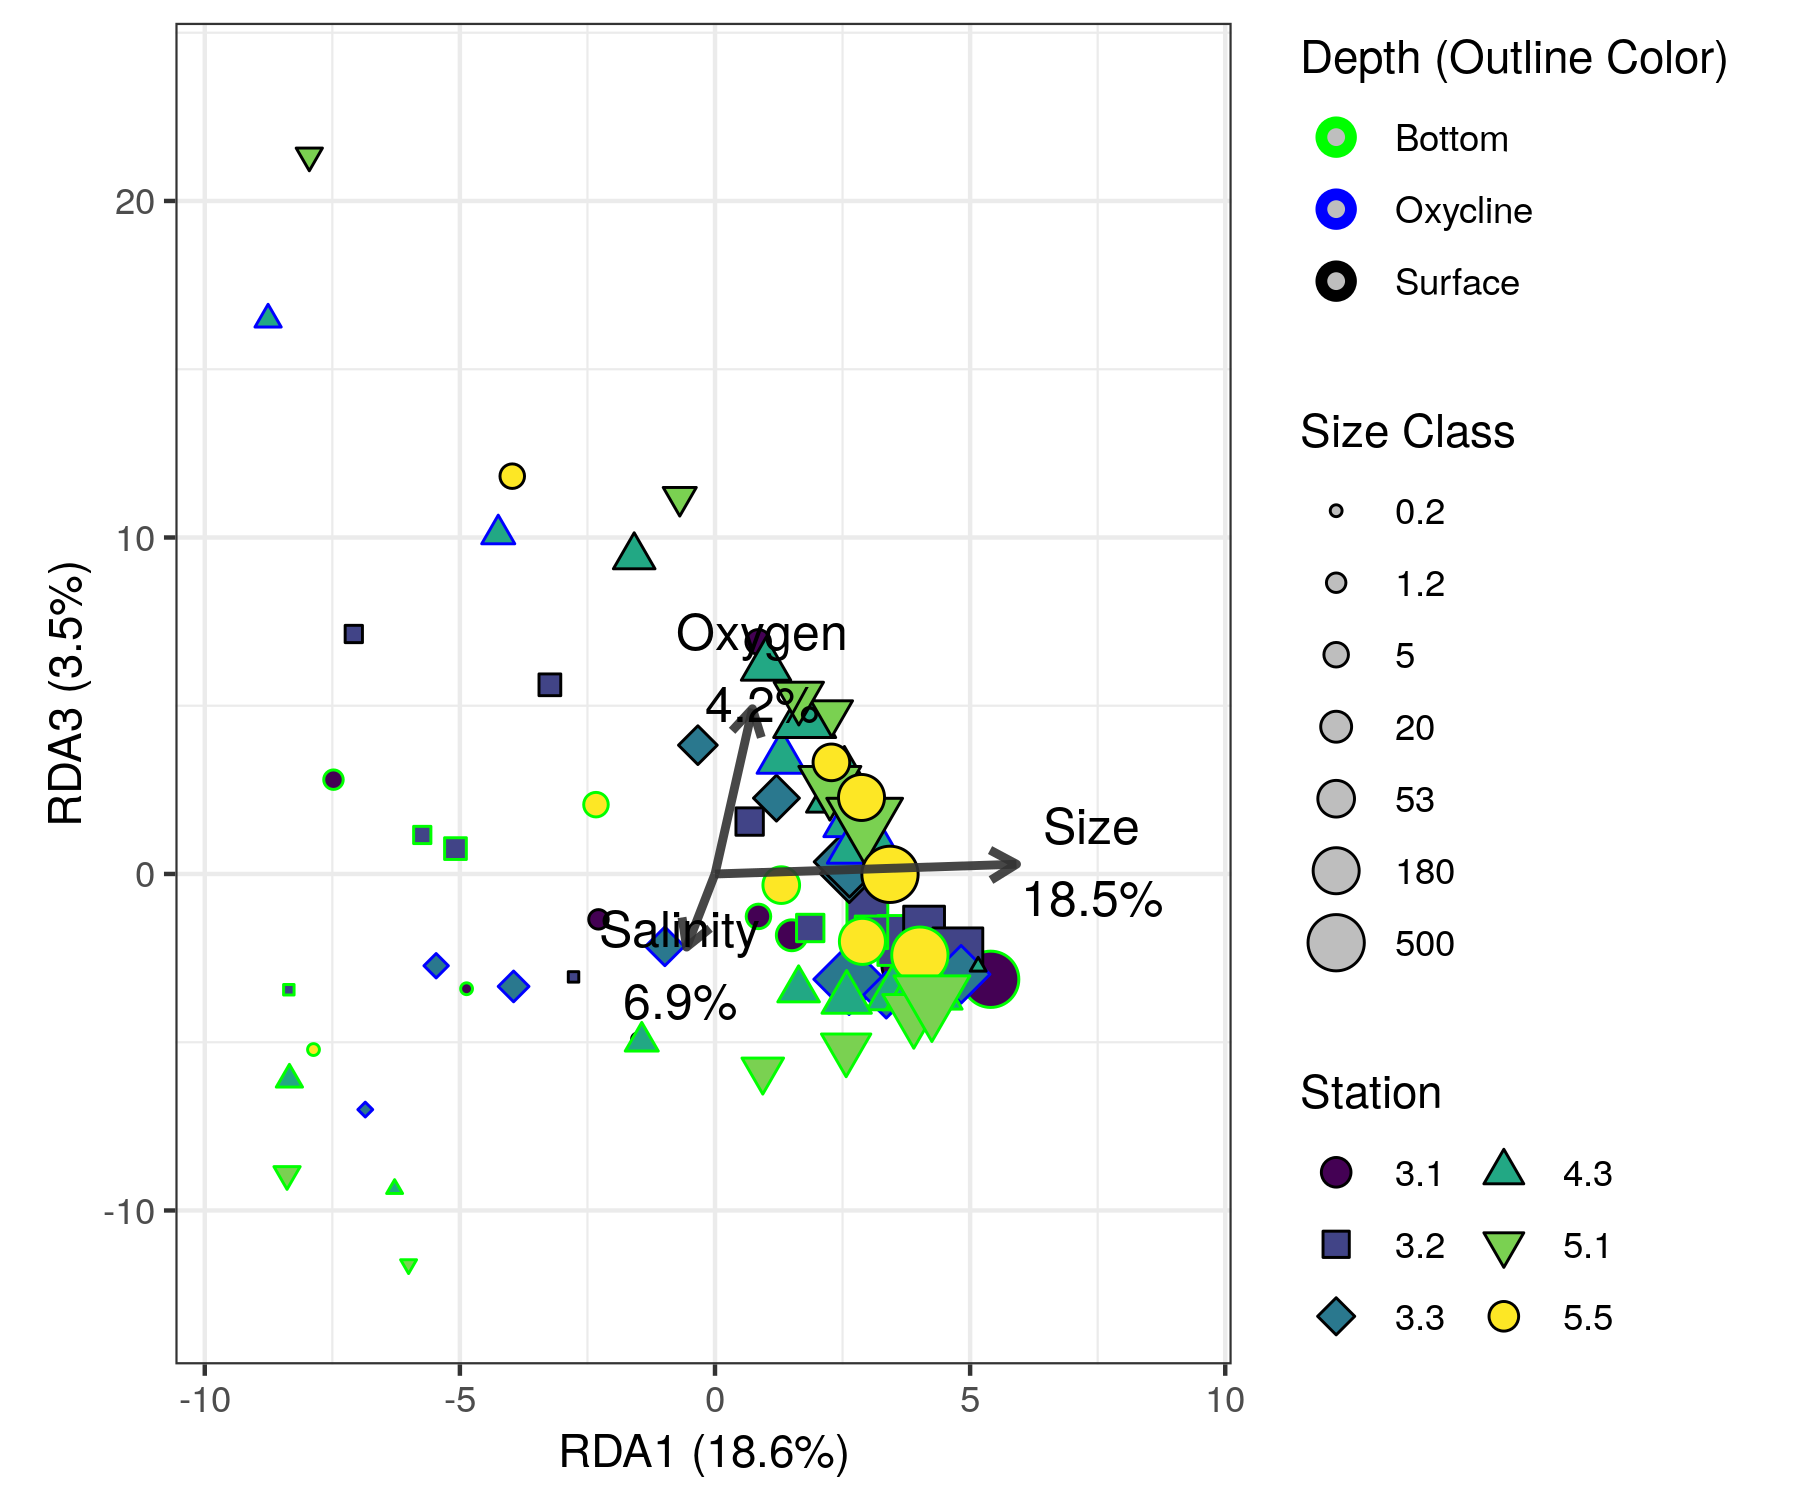 RDA3 (3.5%)
20
10
0
-10
-10
-5
0
5
10
RDA1 (18.6%)
Oxygen
4.2%
Size
18.5%
Salinity
6.9%
Depth (Outline Color)
Bottom
Oxycline
Surface
Size Class
0.2
1.2
5
20
53
180
500
Station
3.1
4.3
3.2
5.1
3.3
5.5